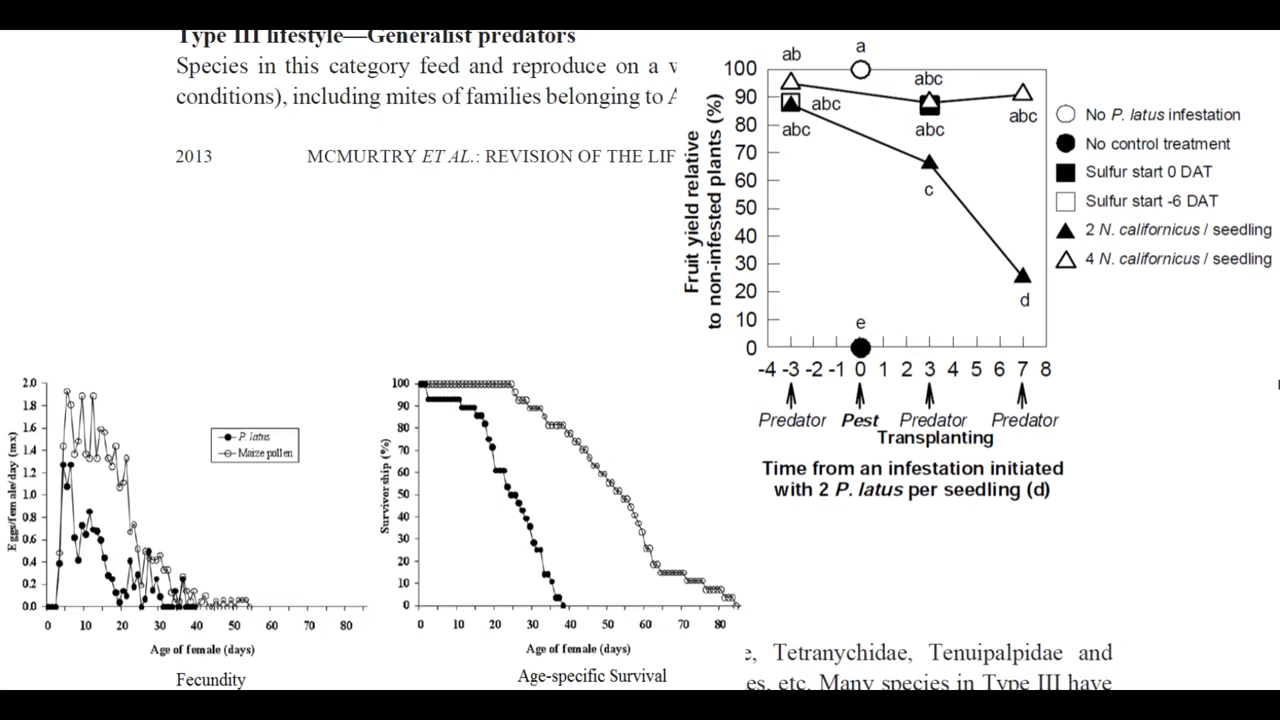 Type III lifestyle—Generalist predators
Species in this category feed and reproduce on a
conditions), including mites of families belonging to
2013 MCMURTRY ET AL.: REVISION OF THE LIF
ab a abc
abc abc
abc abc
c
d
e
100
90
80
70
60
50
40
30
20
10
0
Fruit yield relative
to non-infested plants (%)
-4 -3 -2 -1 0 1 2 3 4 5 6 7 8
Predator Pest Predator Predator
Transplanting
Time from an infestation initiated
with 2 P. latus per seedling (d)
No P. latus infestation
No control treatment
Sulfur start 0 DAT
Sulfur start -6 DAT
2 N. californicus / seedling
4 N. californicus / seedling
2.0
1.8
1.6
1.4
1.2
1.0
0.8
0.6
0.4
0.2
0.0
Eggs/female/day (mx)
P. latus
Maize pollen
0 10 20 30 40 50 60 70 80
Age of female (days)
Fecundity
100
90
80
70
60
50
40
30
20
10
0
Survivorship (%)
0 10 20 30 40 50 60 70 80
Age of female (days)
Age-specific Survival
e, Tetranychidae, Tenuipalpidae and
es, etc. Many species in Type III have